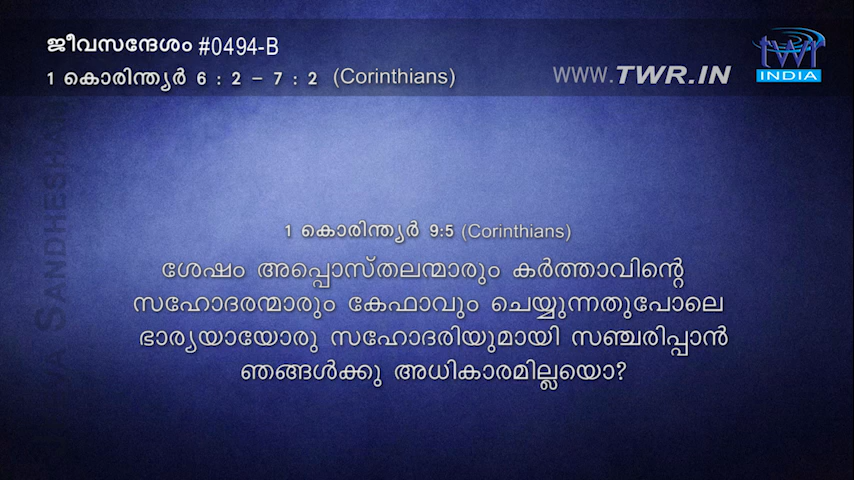 ജീവസന്ദേശം #0494-B
1 കൊരിന്ത്യർ 6 : 2 – 7 : 2 (Corinthians)
WWW.TWR.IN
twr
INDIA
SANDHESHAM
1 കൊരിന്ത്യർ 9:5 (Corinthians)
ശേഷം അപ്പൊസ്തലന്മാരും കർത്താവിന്റെ
സഹോദരന്മാരും കേഫാവും ചെയ്യുന്നതുപോലെ
ഭാര്യയായോരു സഹോദരിയുമായി സഞ്ചരിപ്പാൻ
ഞങ്ങൾക്കു അധികാരമില്ലയൊ?